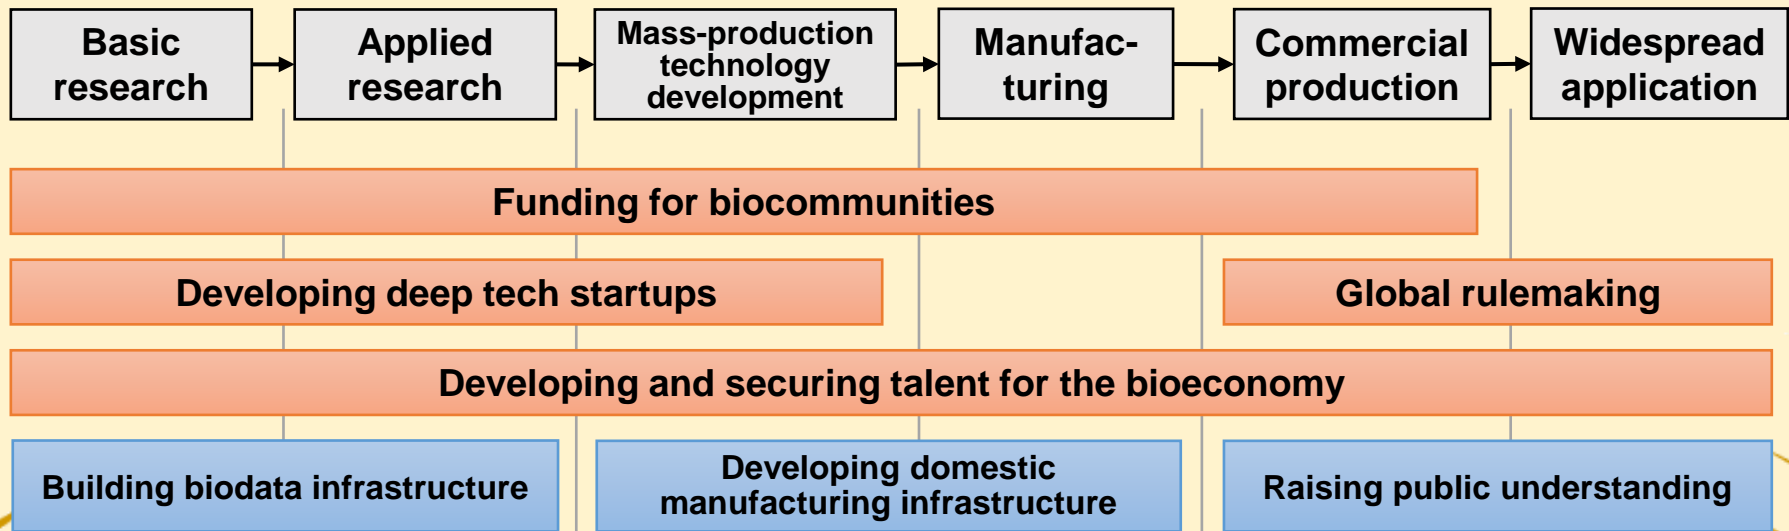 Basic
research
Applied
research
Mass-production
technology
development
Manufac-
turing
Commercial
production
Widespread
application
Funding for biocommunities
Developing deep tech startups
Global rulemaking
Developing and securing talent for the bioeconomy
Building biodata infrastructure
Developing domestic
manufacturing infrastructure
Raising public understanding